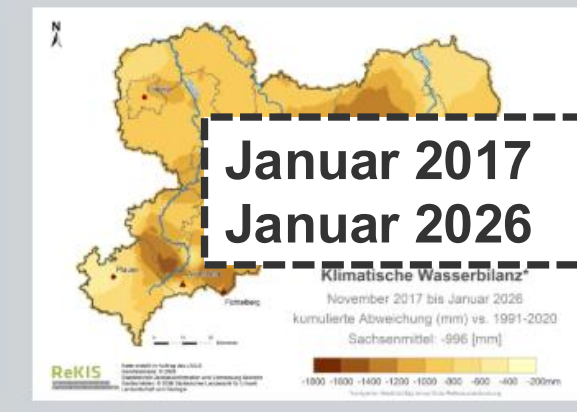 N
Januar 2017
Januar 2026
Plauen
Fichtelberg
Klimatische Wasserbilanz*
November 2017 bis Januar 2026
kumulierte Abweichung (mm) vs. 1991-2020
Sachsenmittel: -996 [mm]
ReKIS
-1800 -1600 -1400 -1200 -1000 -800 -600 -400 -200mm